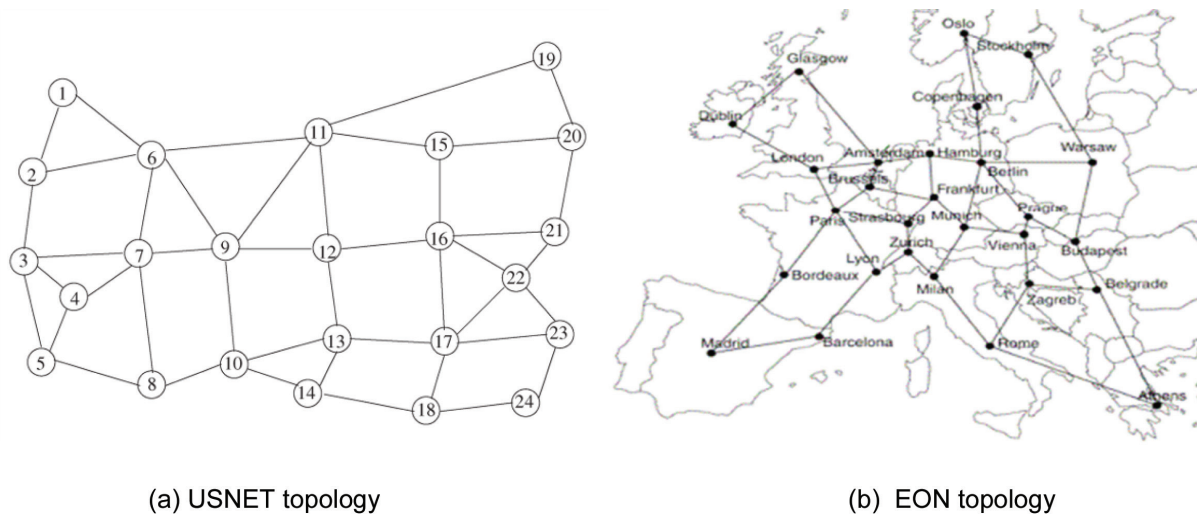 1
2
3
4
5
6
7
8
9
10
11
12
13
14
15
16
17
18
19
20
21
22
23
24
(a) USNET topology
Oslo
Stockholm
Glasgow
Copenhagen
Dublin
London
Amsterdam
Hamburg
Warsaw
Berlin
Brussels
Frankfurt
Paris
Strasbourg
Munich
Prague
Zurich
Vienna
Budapest
Lyon
Bordeaux
Milan
Zagreb
Belgrade
Madrid
Barcelona
Rome
Athens
(b) EON topology